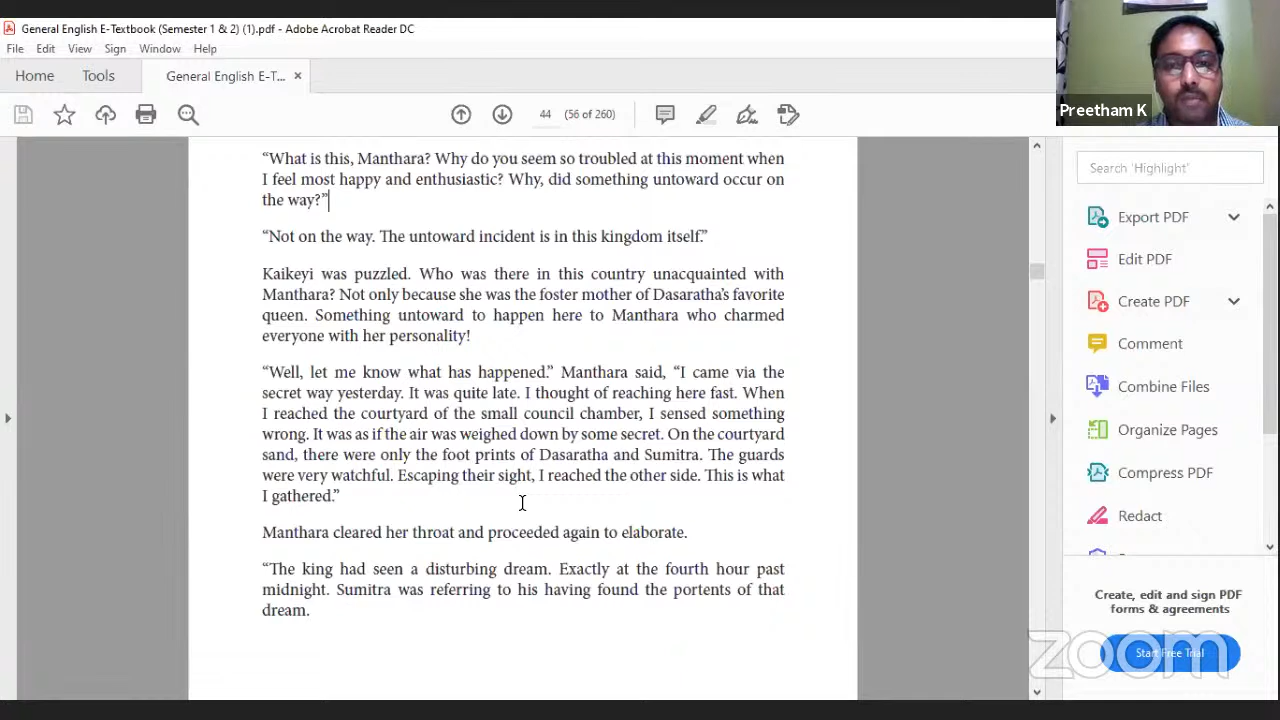 General English E-Textbook (Semester 1 & 2) (1).pdf - Adobe Acrobat Reader DC
File Edit View Sign Window Help
Home Tools General English E-T... ×
44 (56 of 260)
Preetham K
“What is this, Manthara? Why do you seem so troubled at this moment when
I feel most happy and enthusiastic? Why, did something untoward occur on
the way?”
“Not on the way. The untoward incident is in this kingdom itself.”
Kaikeyi was puzzled. Who was there in this country unacquainted with
Manthara? Not only because she was the foster mother of Dasaratha’s favorite
queen. Something untoward to happen here to Manthara who charmed
everyone with her personality!
“Well, let me know what has happened.” Manthara said, “I came via the
secret way yesterday. It was quite late. I thought of reaching here fast. When
I reached the courtyard of the small council chamber, I sensed something
wrong. It was as if the air was weighed down by some secret. On the courtyard
sand, there were only the foot prints of Dasaratha and Sumitra. The guards
were very watchful. Escaping their sight, I reached the other side. This is what
I gathered.”
Manthara cleared her throat and proceeded again to elaborate.
“The king had seen a disturbing dream. Exactly at the fourth hour past
midnight. Sumitra was referring to his having found the portents of that
dream.
Search 'Highlight'
Export PDF
Edit PDF
Create PDF
Comment
Combine Files
Organize Pages
Compress PDF
Redact
Create, edit and sign PDF
forms & agreements
Start Free Trial
zoom